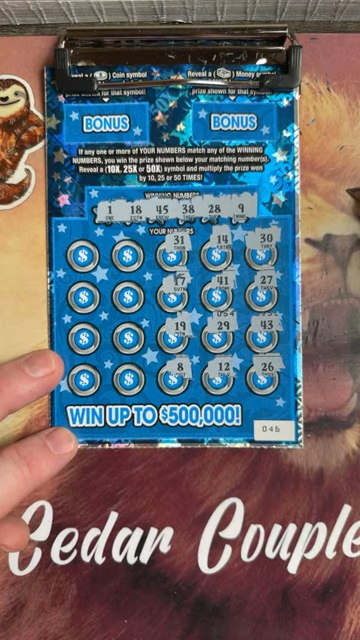 Reveal a Coin symbol Reveal a Money symbol
prize shown for that symbol! prize shown for that symbol!
BONUS BONUS
If any one or more of YOUR NUMBERS match any of the WINNING
NUMBERS, you win the prize shown below your matching number(s).
Reveal a (10X, 25X or 50X) symbol and multiply the prize won
by 10, 25 or 50 TIMES!
WINNING NUMBERS
1 18 45 38 28 9
ONE
YOUR NUMBERS
31 14 30
17 41 27
19 29 43
8 12 26
WIN UP TO $500,000!
046
Cedar Couple